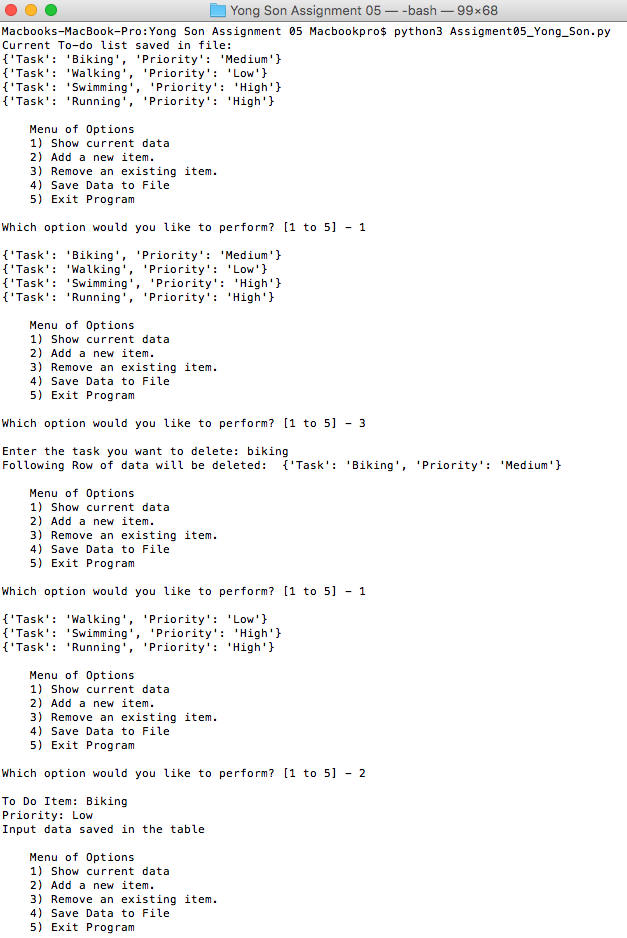 Yong Son Assignment 05 — -bash — 99×68
Macbooks-MacBook-Pro:Yong Son Assignment 05 Macbookpro$ python3 Assigment05_Yong_Son.py
Current To-do list saved in file:
{'Task': 'Biking', 'Priority': 'Medium'}
{'Task': 'Walking', 'Priority': 'Low'}
{'Task': 'Swimming', 'Priority': 'High'}
{'Task': 'Running', 'Priority': 'High'}
Menu of Options
1) Show current data
2) Add a new item.
3) Remove an existing item.
4) Save Data to File
5) Exit Program
Which option would you like to perform? [1 to 5] - 1
{'Task': 'Biking', 'Priority': 'Medium'}
{'Task': 'Walking', 'Priority': 'Low'}
{'Task': 'Swimming', 'Priority': 'High'}
{'Task': 'Running', 'Priority': 'High'}
Menu of Options
1) Show current data
2) Add a new item.
3) Remove an existing item.
4) Save Data to File
5) Exit Program
Which option would you like to perform? [1 to 5] - 3
Enter the task you want to delete: biking
Following Row of data will be deleted:  {'Task': 'Biking', 'Priority': 'Medium'}
Menu of Options
1) Show current data
2) Add a new item.
3) Remove an existing item.
4) Save Data to File
5) Exit Program
Which option would you like to perform? [1 to 5] - 1
{'Task': 'Walking', 'Priority': 'Low'}
{'Task': 'Swimming', 'Priority': 'High'}
{'Task': 'Running', 'Priority': 'High'}
Menu of Options
1) Show current data
2) Add a new item.
3) Remove an existing item.
4) Save Data to File
5) Exit Program
Which option would you like to perform? [1 to 5] - 2
To Do Item: Biking
Priority: Low
Input data saved in the table
Menu of Options
1) Show current data
2) Add a new item.
3) Remove an existing item.
4) Save Data to File
5) Exit Program